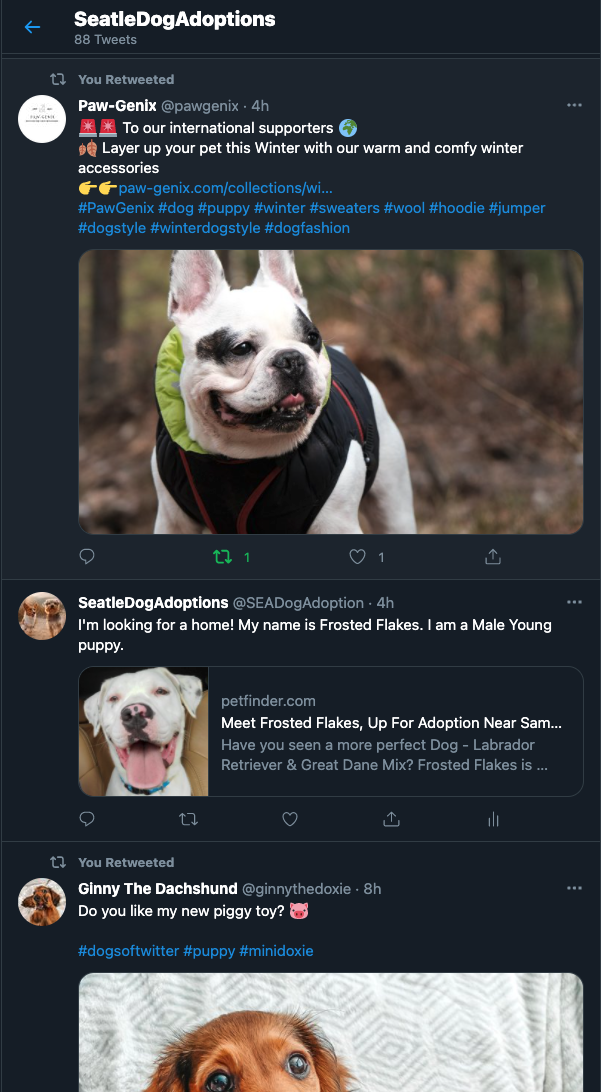 SeatleDogAdoptions
88 Tweets
You Retweeted
Paw-Genix @pawgenix · 4h
🚨🚨 To our international supporters 🌍
🍂 Layer up your pet this Winter with our warm and comfy winter
accessories
👉👉paw-genix.com/collections/wi...
#PawGenix #dog #puppy #winter #sweaters #wool #hoodie #jumper
#dogstyle #winterdogstyle #dogfashion
1 1
SeatleDogAdoptions @SEADogAdoption · 4h
I'm looking for a home! My name is Frosted Flakes. I am a Male Young
puppy.
petfinder.com
Meet Frosted Flakes, Up For Adoption Near Sam...
Have you seen a more perfect Dog - Labrador
Retriever & Great Dane Mix? Frosted Flakes is ...
You Retweeted
Ginny The Dachshund @ginnythedoxie · 8h
Do you like my new piggy toy? 🐷
#dogsoftwitter #puppy #minidoxie